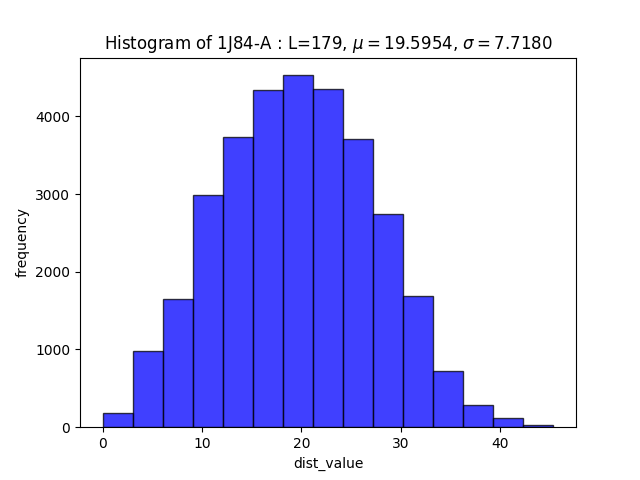 Histogram of 1J84-A : L=179, μ = 19.5954, σ = 7.7180
frequency
4000
3000
2000
1000
0
0 10 20 30 40
dist_value